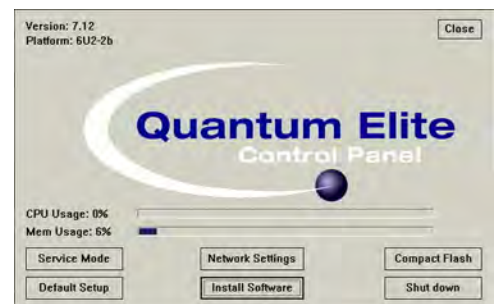 Version: 7.12
Platform: 6U2-2b
Close
Quantum Elite
Control Panel
CPU Usage: 0%
Mem Usage: 6%
Service Mode
Network Settings
Compact Flash
Default Setup
Install Software
Shut down